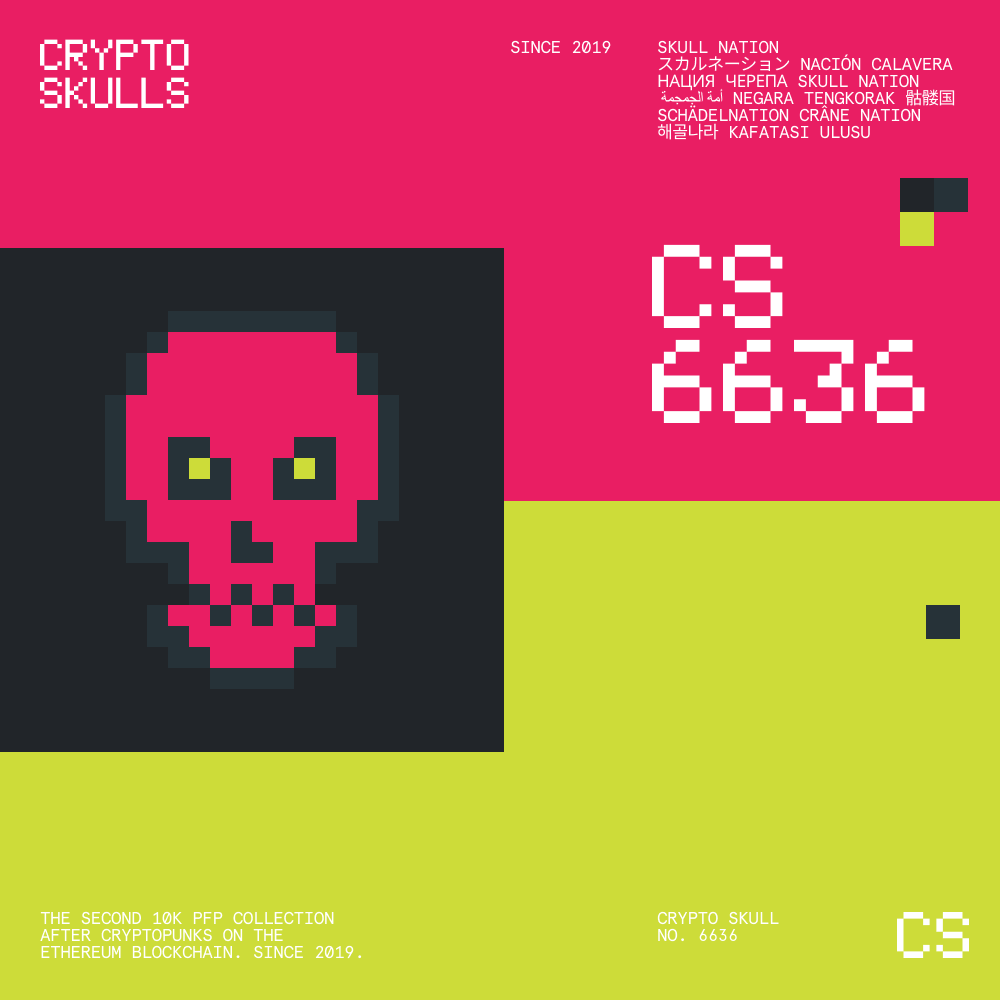 CRYPTO
SKULLS
SINCE 2019
SKULL NATION
スカルネーション NACIÓN CALAVERA
НАЦИЯ ЧЕРЕПА SKULL NATION
أمة الجمجمة NEGARA TENGKORAK 骷髅国
SCHÄDELNATION CRÂNE NATION
해골나라 KAFATASI ULUSU
CS
6636
THE SECOND 10K PFP COLLECTION
AFTER CRYPTOPUNKS ON THE
ETHEREUM BLOCKCHAIN. SINCE 2019.
CRYPTO SKULL
NO. 6636
CS